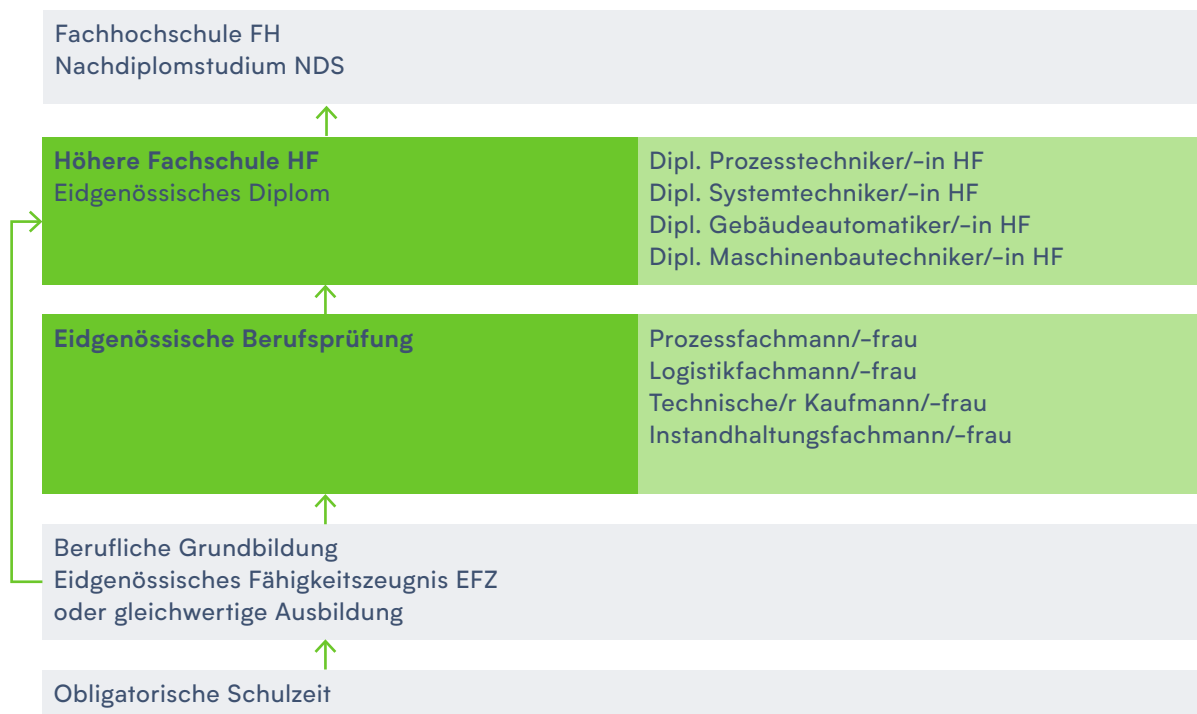 Fachhochschule FH
Nachdiplomstudium NDS
Höhere Fachschule HF
Eidgenössisches Diplom
Dipl. Prozesstechniker/-in HF
Dipl. Systemtechniker/-in HF
Dipl. Gebäudeautomatiker/-in HF
Dipl. Maschinenbautechniker/-in HF
Eidgenössische Berufsprüfung
Prozessfachmann/-frau
Logistikfachmann/-frau
Technische/r Kaufmann/-frau
Instandhaltungsfachmann/-frau
Berufliche Grundbildung
Eidgenössisches Fähigkeitszeugnis EFZ
oder gleichwertige Ausbildung
Obligatorische Schulzeit